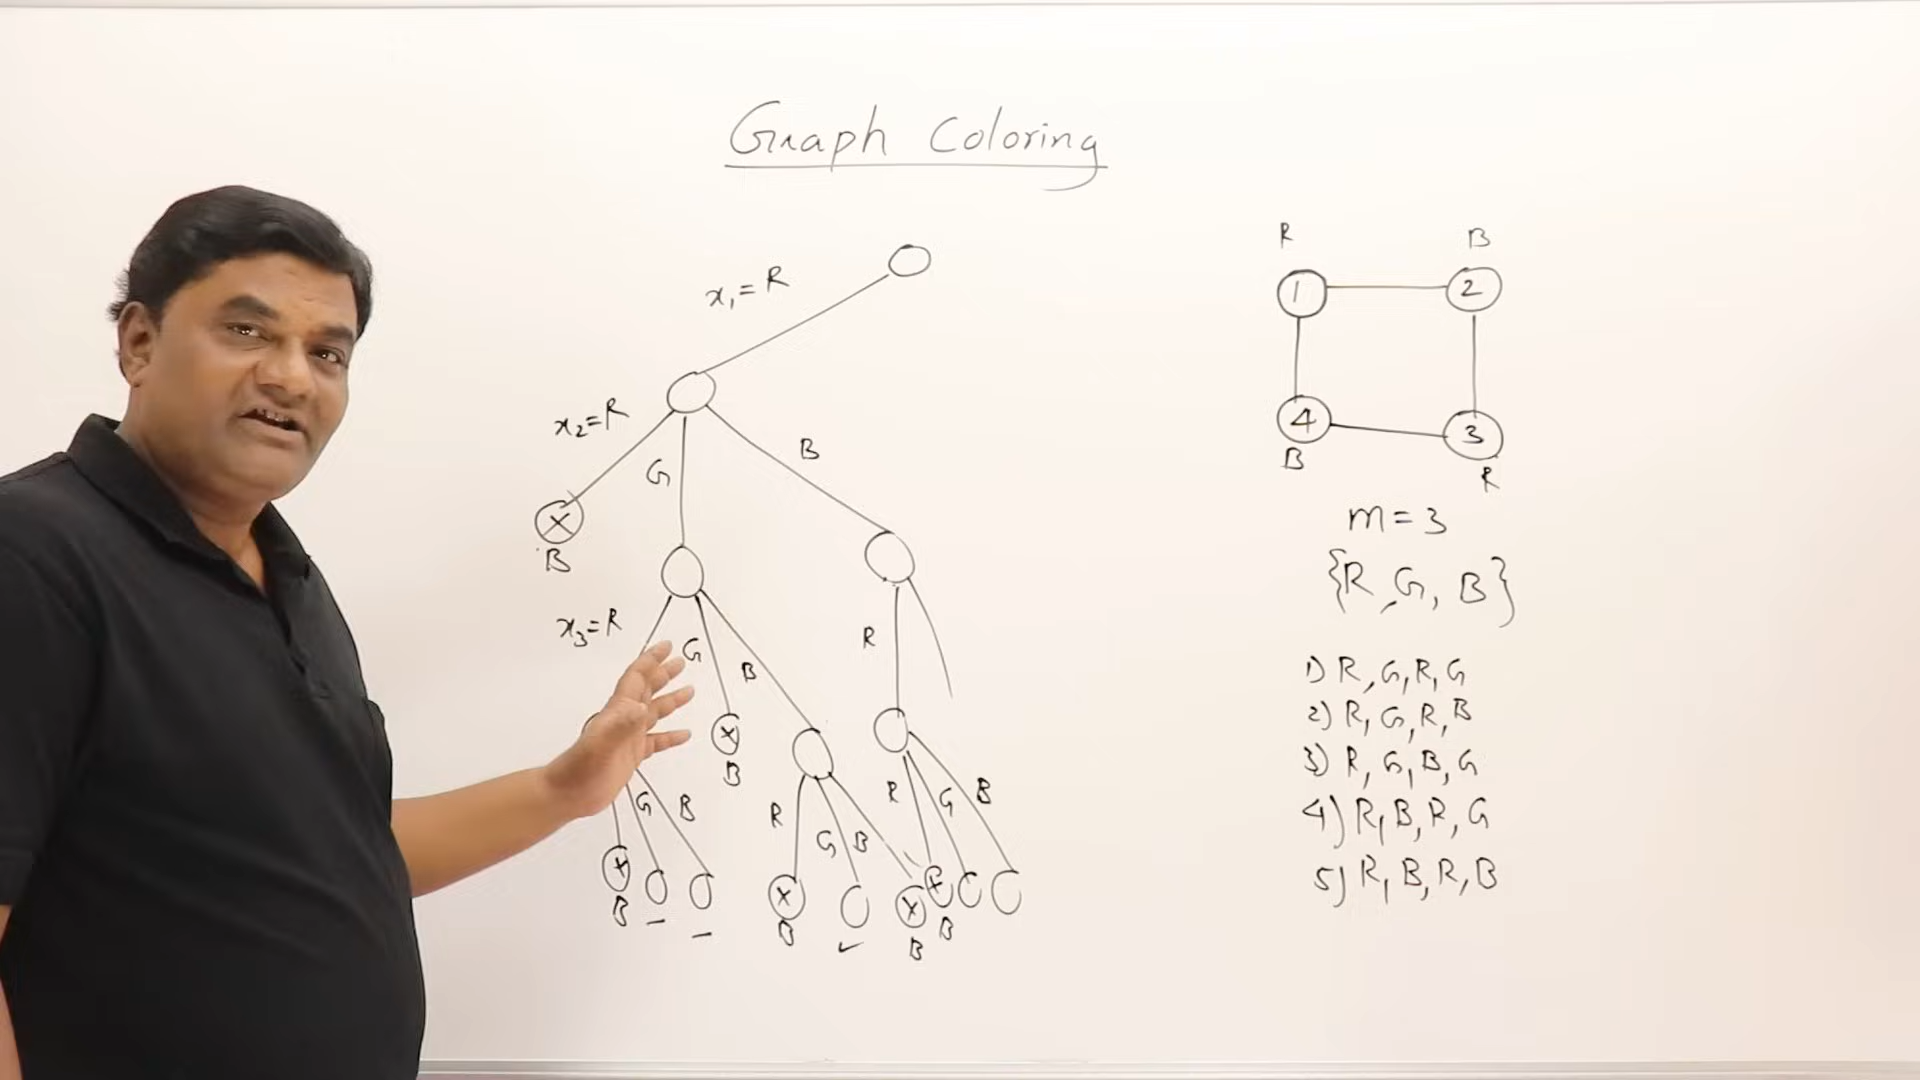 Graph Coloring
x₁=R
x₂=R
G
B
B
x₃=R
G
B
R
B
G
B
R
G
B
R
G
B
B
B
B
B
R
B
1
2
4
3
B
R
m=3
{R,G,B}
1) R,G,R,G
2) R,G,R,B
3) R,G,B,G
4) R,B,R,G
5) R,B,R,B